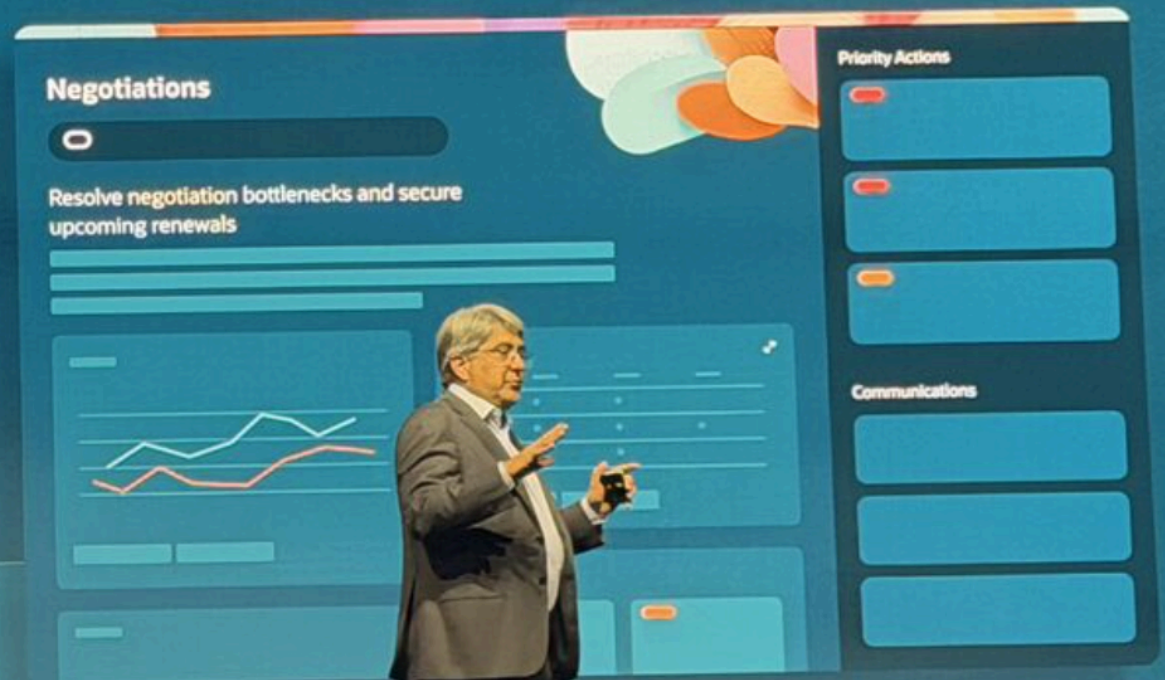 Negotiations
Resolve negotiation bottlenecks and secure
upcoming renewals
Priority Actions
Communications